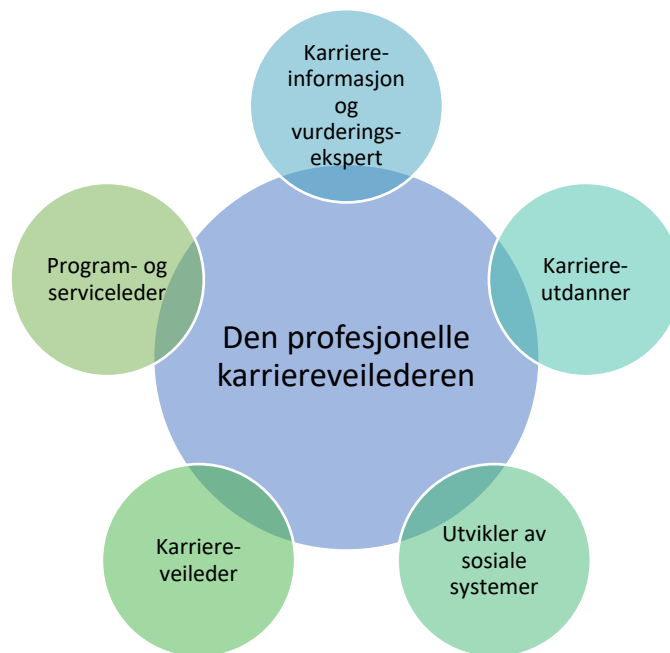 Karriere-
informasjon
og
vurderings-
ekspert
Program- og
serviceleder
Karriere-
utdanner
Den profesjonelle
karriereveilederen
Karriere-
veileder
Utvikler av
sosiale
systemer